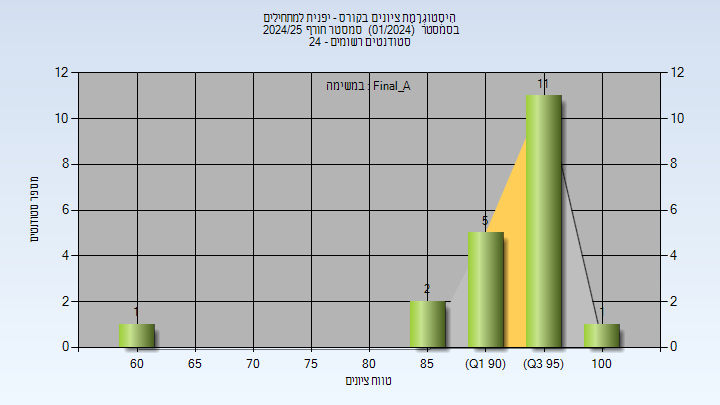 היסטוגרמת ציונים בקורס - יפנית למתחילים
בסמסטר (01/2024) סמסטר חורף 2024/25
סטודנטים רשומים - 24
במשימה : Final_A
12 12
10 10
8 8
6 6
4 4
2 2
0 0
1 2 5 11 1
60 65 70 75 80 85 (Q1 90) (Q3 95) 100
מספר סטודנטים
טווח ציונים